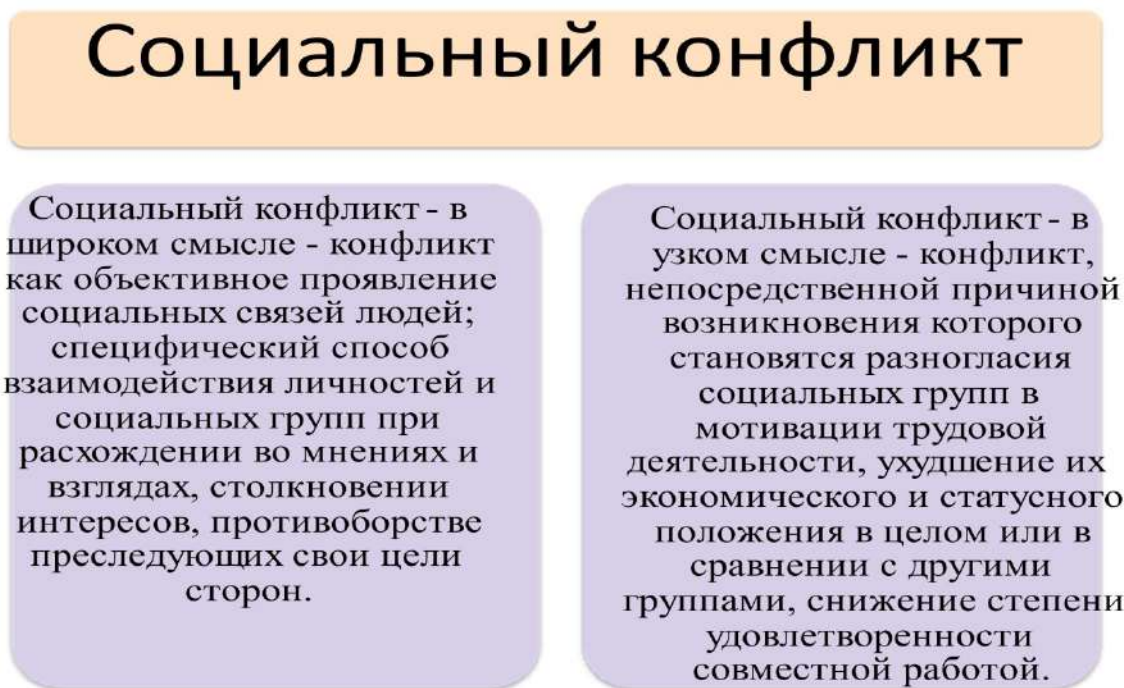 Социальный конфликт
Социальный конфликт - в
широком смысле - конфликт
как объективное проявление
социальных связей людей;
специфический способ
взаимодействия личностей и
социальных групп при
расхождении во мнениях и
взглядах, столкновении
интересов, противоборстве
преследующих свои цели
сторон.
Социальный конфликт - в
узком смысле - конфликт,
непосредственной причиной
возникновения которого
становятся разногласия
социальных групп в
мотивации трудовой
деятельности, ухудшение их
экономического и статусного
положения в целом или в
сравнении с другими
группами, снижение степени
удовлетворенности
совместной работой.